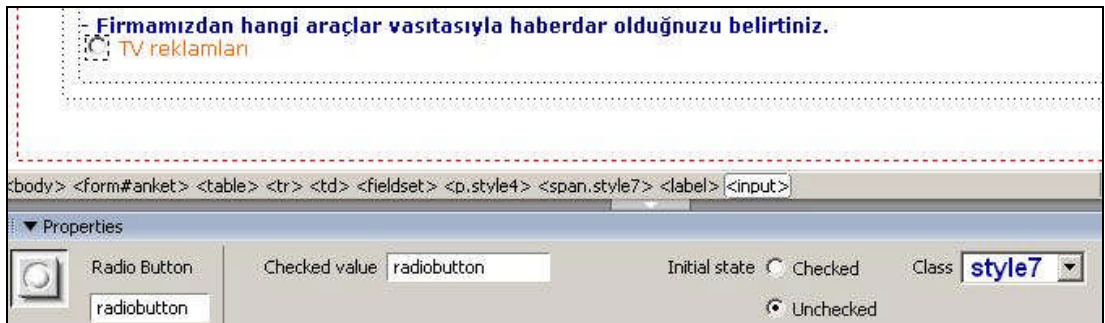 - Firmamızdan hangi araçlar vasıtasıyla haberdar olduğnuzu belirtiniz.
TV reklamları
<body> <form#anket> <table> <tr> <td> <fieldset> <p.style4> <span.style7> <label> <input>
▼ Properties
Radio Button
Checked value radiobutton
Initial state Checked
Class style7
radiobutton
Unchecked